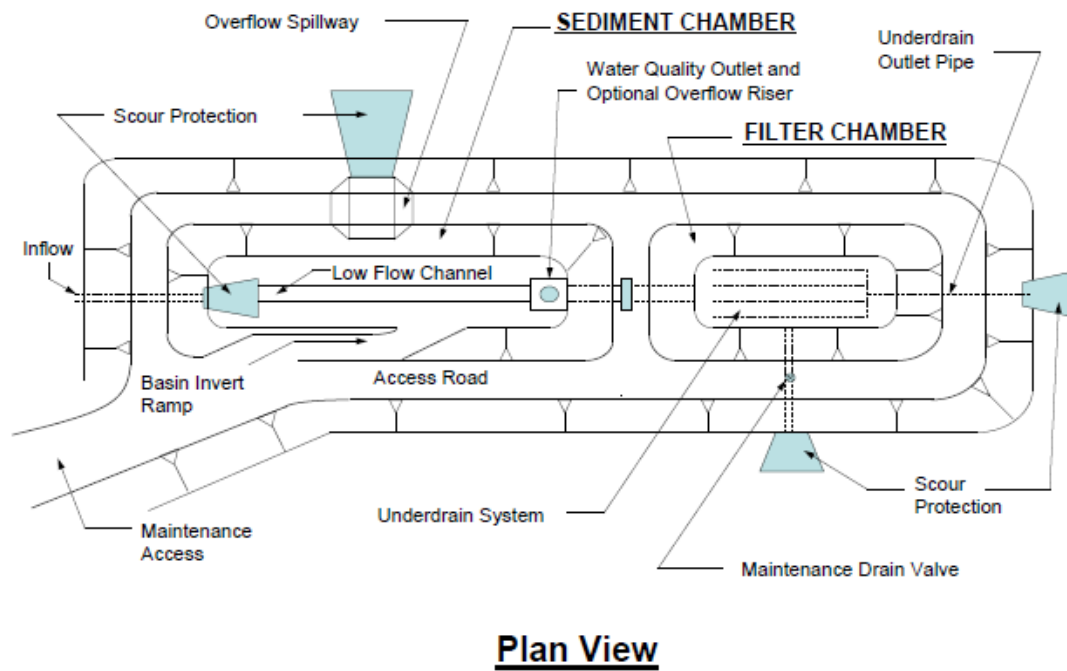 Overflow Spillway
SEDIMENT CHAMBER
Underdrain
Outlet Pipe
Water Quality Outlet and
Optional Overflow Riser
Scour Protection
FILTER CHAMBER
Inflow
Low Flow Channel
Basin Invert
Ramp
Access Road
Maintenance
Access
Underdrain System
Scour
Protection
Maintenance Drain Valve
Plan View